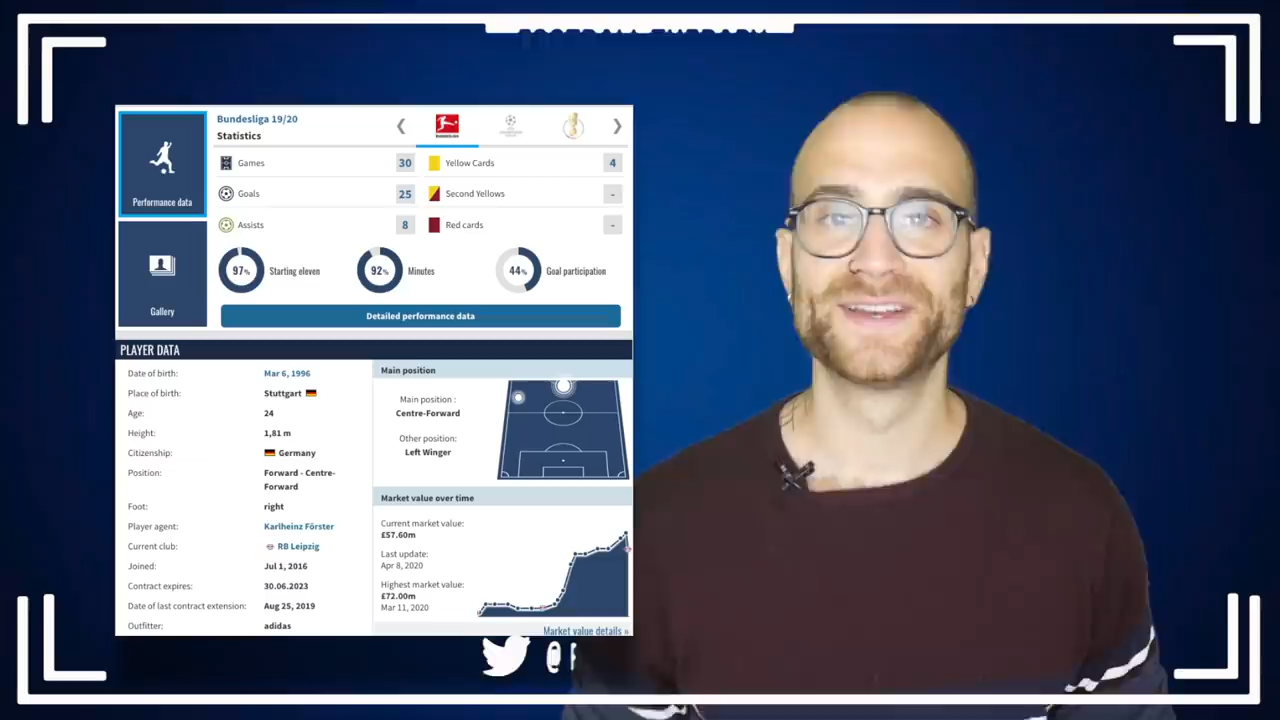 FOOTBALL THERAPY
Bundesliga 19/20
Statistics
BUNDESLIGA
Games 30 Yellow Cards 4
Goals 25 Second Yellows -
Assists 8 Red cards -
Performance data
97% Starting eleven 92% Minutes 44% Goal participation
Gallery
Detailed performance data
PLAYER DATA
Date of birth: Mar 6, 1996
Place of birth: Stuttgart
Age: 24
Height: 1,81 m
Citizenship: Germany
Position: Forward - Centre-
Forward
Foot: right
Player agent: Karlheinz Förster
Current club: RB Leipzig
Joined: Jul 1, 2016
Contract expires: 30.06.2023
Date of last contract extension: Aug 25, 2019
Outfitter: adidas
Main position
Main position :
Centre-Forward
Other position:
Left Winger
Market value over time
Current market value:
£57.60m
Last update:
Apr 8, 2020
Highest market value:
£72.00m
Mar 11, 2020
Market value details »
@